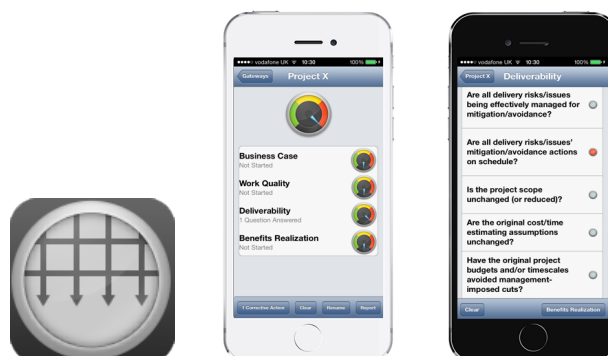 vodafone UK 10:30 100%
Gateways Project X
Business Case
Not Started
Work Quality
Not Started
Deliverability
1 Question Answered
Benefits Realization
Not Started
1 Corrective Action Clear Resume Report
vodafone UK 10:30 100%
Project X Deliverability
Are all delivery risks/issues
being effectively managed for
mitigation/avoidance?
Are all delivery risks/issues'
mitigation/avoidance actions
on schedule?
Is the project scope
unchanged (or reduced)?
Are the original cost/time
estimating assumptions
unchanged?
Have the original project
budgets and/or timescales
avoided management-
imposed cuts?
Clear Benefits Realization